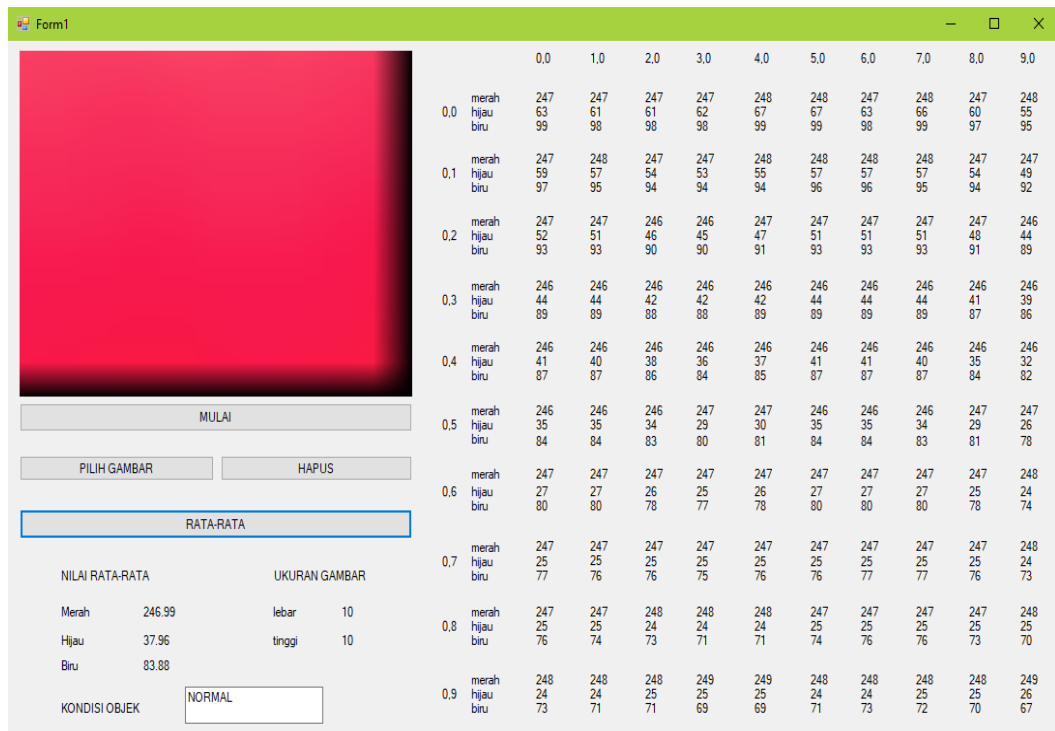 Form1
0,0 1,0 2,0 3,0 4,0 5,0 6,0 7,0 8,0 9,0
merah 247 247 247 247 248 248 247 248 247 248
0,0 hijau 63 61 61 62 67 67 63 66 60 55
biru 99 98 98 98 99 99 98 99 97 95
merah 247 248 247 247 248 248 248 248 247 247
0,1 hijau 59 57 54 53 55 57 57 57 54 49
biru 97 95 94 94 94 96 96 95 94 92
merah 247 247 246 246 247 247 247 247 247 246
0,2 hijau 52 51 46 45 47 51 51 51 48 44
biru 93 93 90 90 91 93 93 93 91 89
merah 246 246 246 246 246 246 246 246 246 246
0,3 hijau 44 44 42 42 42 44 44 44 41 39
biru 89 89 88 88 89 89 89 89 87 86
merah 246 246 246 246 246 246 246 246 246 246
0,4 hijau 41 40 38 36 37 41 41 40 35 32
biru 87 87 86 84 85 87 87 87 84 82
merah 246 246 246 247 247 246 246 246 247 247
0,5 hijau 35 35 34 29 30 35 35 34 29 26
biru 84 84 83 80 81 84 84 83 81 78
merah 247 247 247 247 247 247 247 247 247 248
0,6 hijau 27 27 26 25 26 27 27 27 25 24
biru 80 80 78 77 78 80 80 80 78 74
merah 247 247 247 247 247 247 247 247 247 248
0,7 hijau 25 25 25 25 25 25 25 25 25 24
biru 77 76 76 75 76 76 77 77 76 73
merah 247 247 248 248 248 247 247 247 247 248
0,8 hijau 25 25 24 24 24 25 25 25 25 25
biru 76 74 73 71 71 74 76 76 73 70
merah 248 248 248 249 249 248 248 248 248 249
0,9 hijau 24 24 25 25 25 24 24 25 25 26
biru 73 71 71 69 69 71 73 72 70 67
MULAI
PILIH GAMBAR HAPUS
RATA-RATA
NILAI RATA-RATA UKURAN GAMBAR
Merah 246.99 lebar 10
Hijau 37.96 tinggi 10
Biru 83.88
KONDISI OBJEK NORMAL